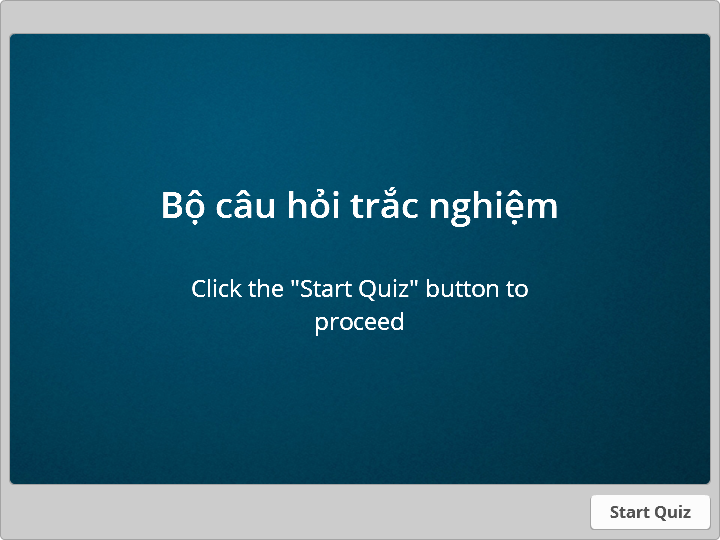 Bộ câu hỏi trắc nghiệm
Click the "Start Quiz" button to
proceed
Start Quiz